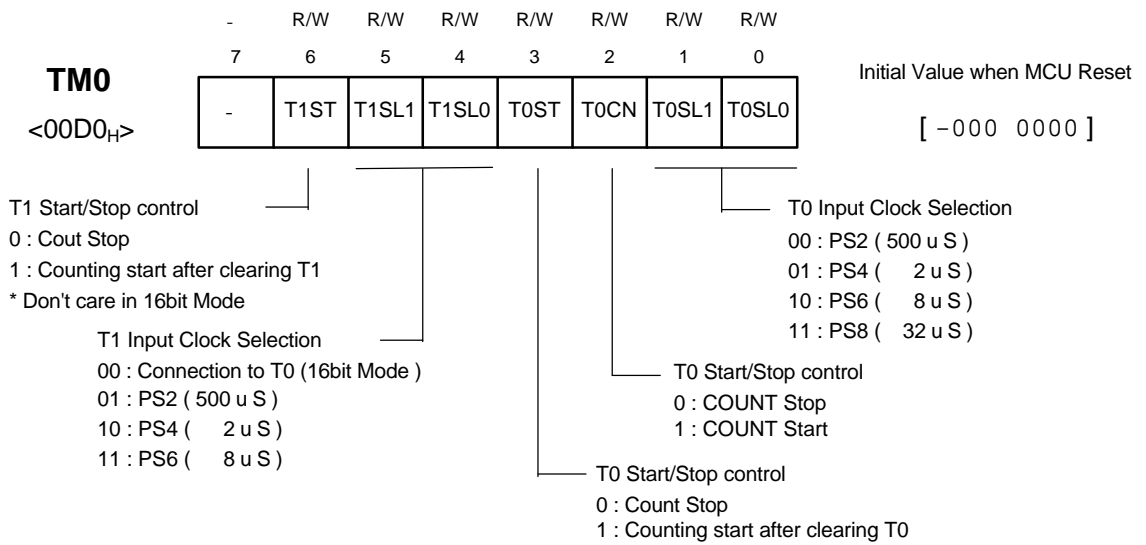 - R/W R/W R/W R/W R/W R/W R/W
7 6 5 4 3 2 1 0
TM0
<00D0H>
- T1ST T1SL1 T1SL0 T0ST T0CN T0SL1 T0SL0
Initial Value when MCU Reset
[ -000 0000 ]
T1 Start/Stop control
0 : Cout Stop
1 : Counting start after clearing T1
* Don't care in 16bit Mode
T1 Input Clock Selection
00 : Connection to T0 (16bit Mode )
01 : PS2 ( 500 u S )
10 : PS4 ( 2 u S )
11 : PS6 ( 8 u S )
T0 Input Clock Selection
00 : PS2 ( 500 u S )
01 : PS4 ( 2 u S )
10 : PS6 ( 8 u S )
11 : PS8 ( 32 u S )
T0 Start/Stop control
0 : COUNT Stop
1 : COUNT Start
T0 Start/Stop control
0 : Count Stop
1 : Counting start after clearing T0